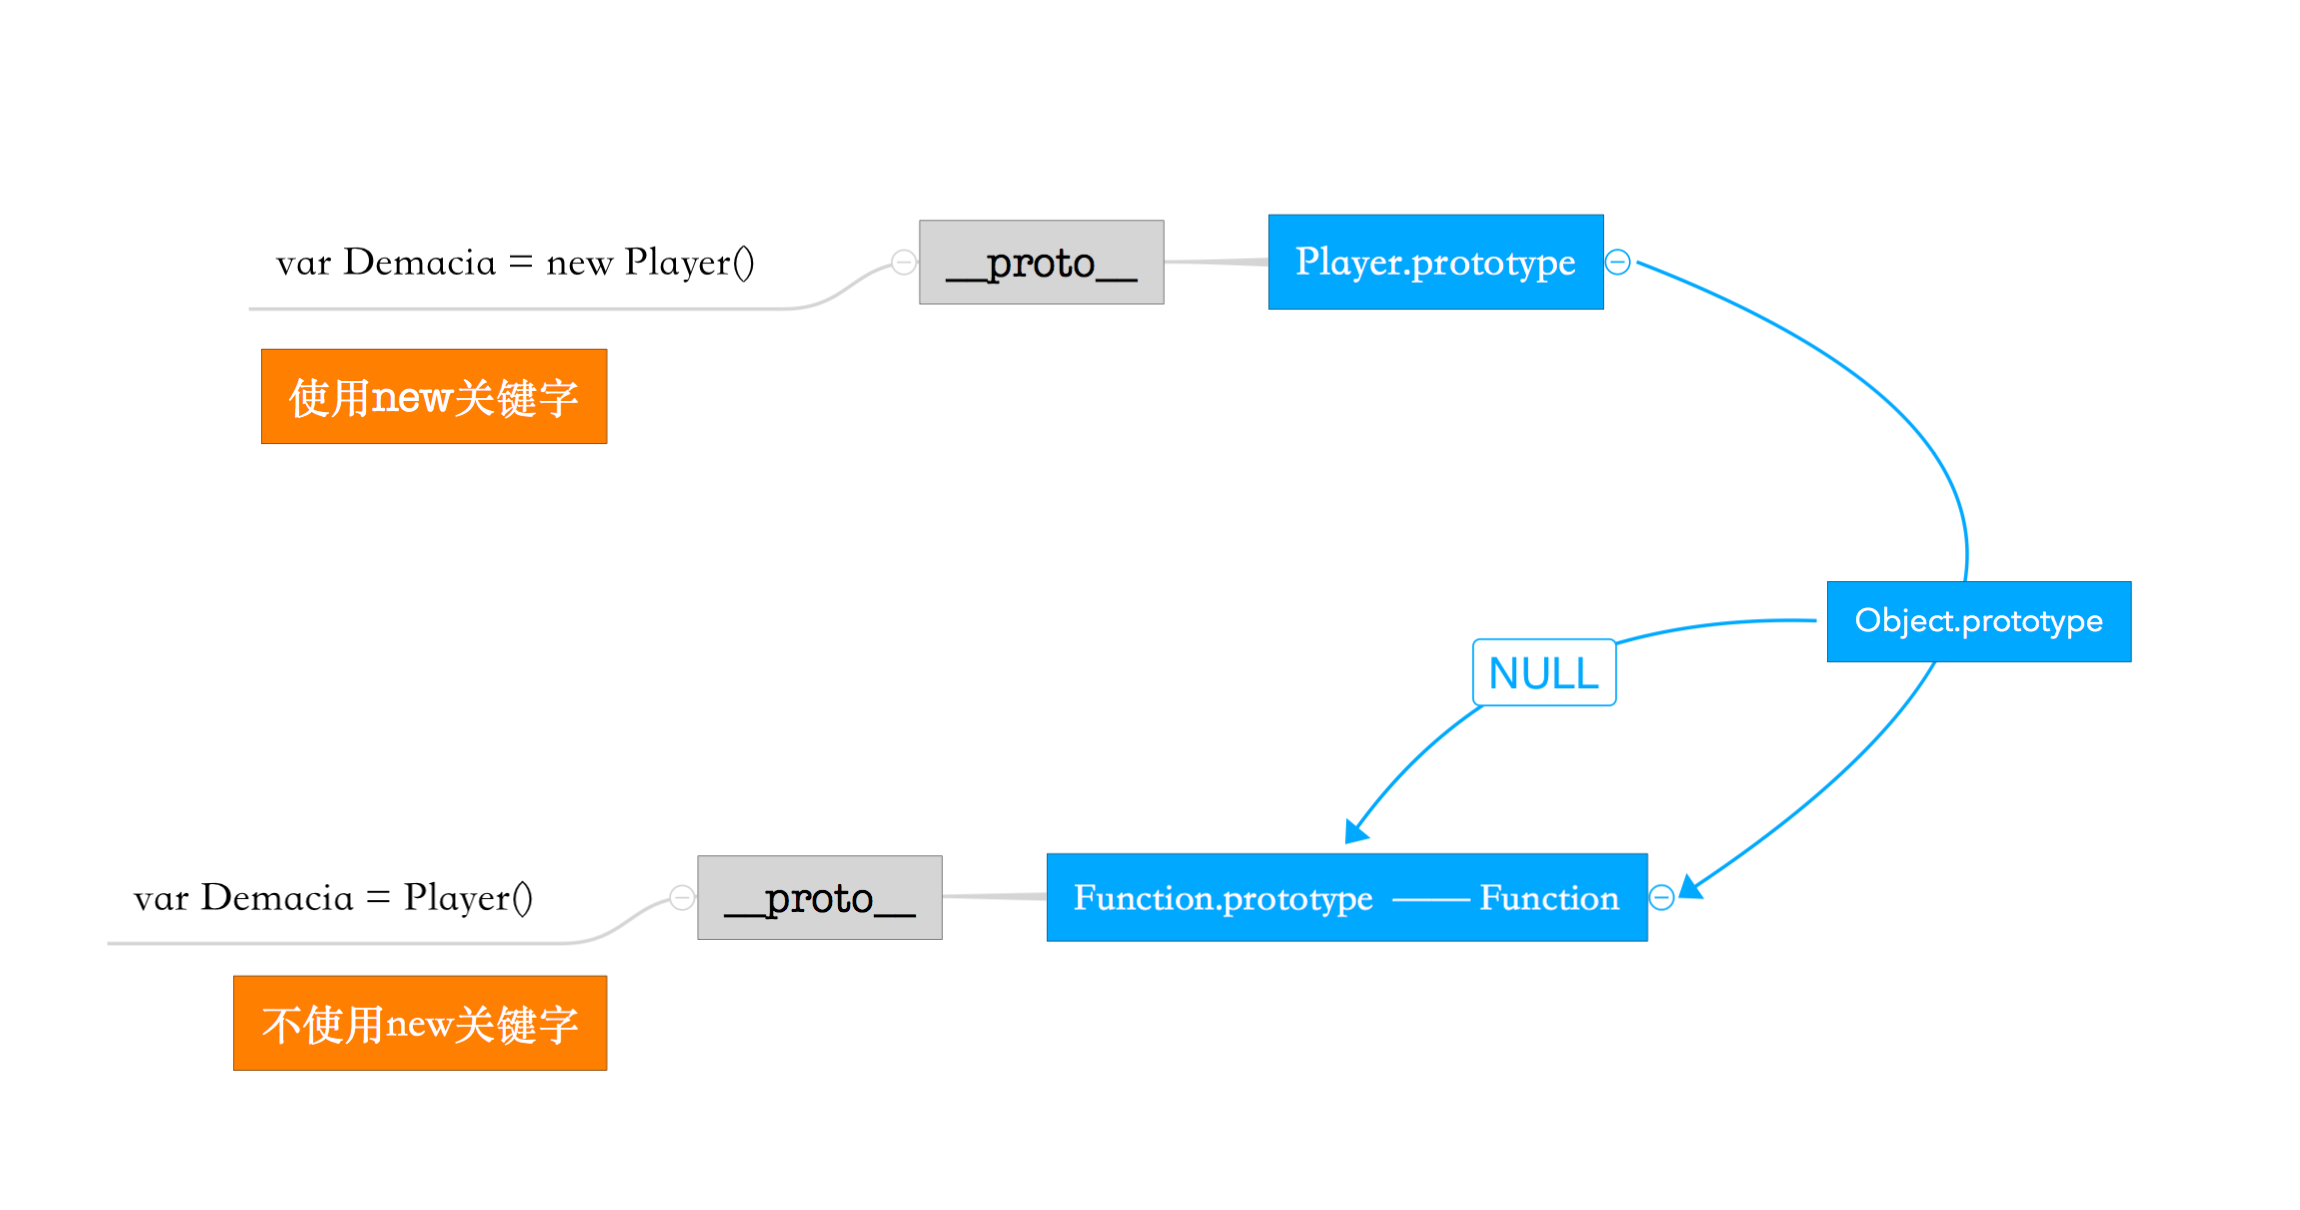 var Demacia = new Player()
__proto__
Player.prototype
使用new关键字
Object.prototype
NULL
var Demacia = Player()
__proto__
Function.prototype —— Function
不使用new关键字